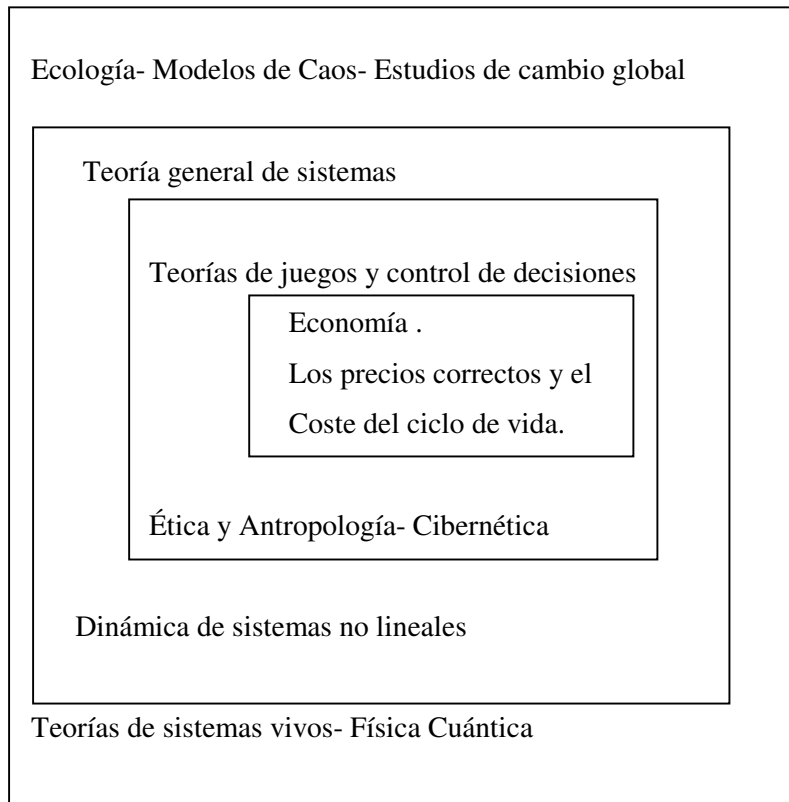 Ecología- Modelos de Caos- Estudios de cambio global
Teoría general de sistemas
Teorías de juegos y control de decisiones
Economía .
Los precios correctos y el
Coste del ciclo de vida.
Ética y Antropología- Cibernética
Dinámica de sistemas no lineales
Teorías de sistemas vivos- Física Cuántica